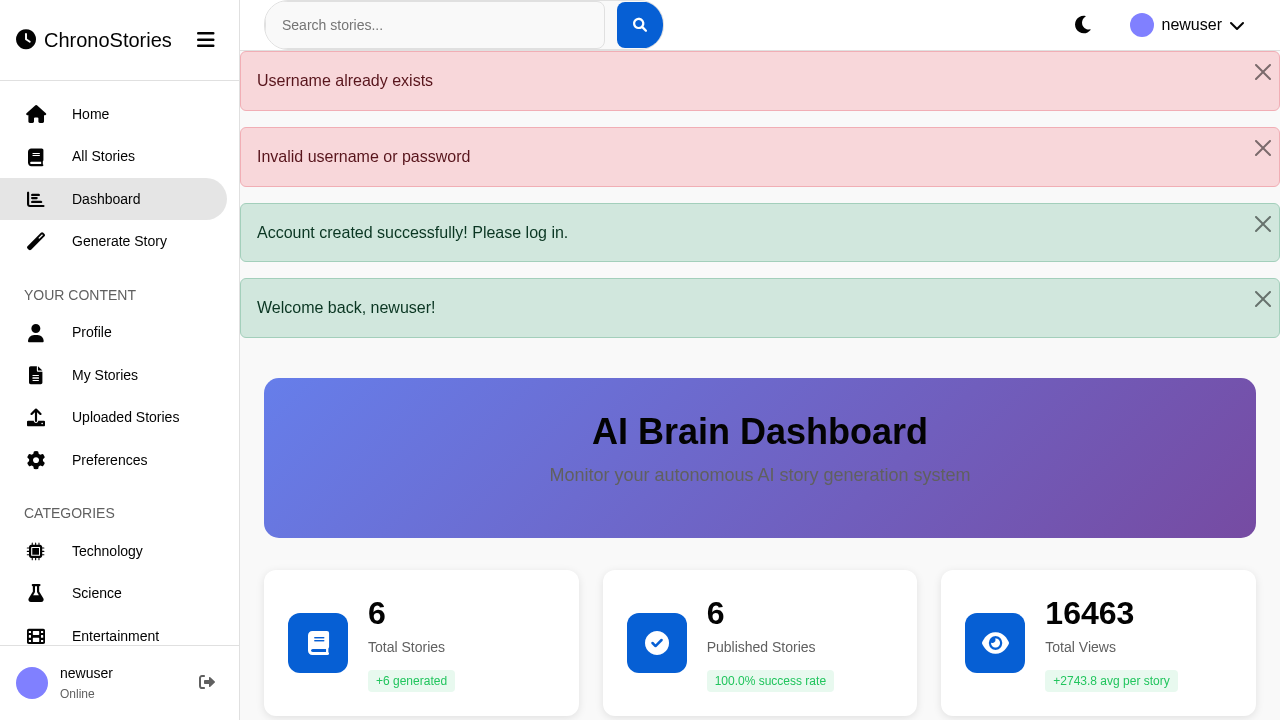 ChronoStories
Search stories...
newuser
Home
All Stories
Dashboard
Generate Story
YOUR CONTENT
Profile
My Stories
Uploaded Stories
Preferences
CATEGORIES
Technology
Science
Entertainment
newuser
Online
Username already exists
Invalid username or password
Account created successfully! Please log in.
Welcome back, newuser!
AI Brain Dashboard
Monitor your autonomous AI story generation system
6
Total Stories
+6 generated
6
Published Stories
100.0% success rate
16463
Total Views
+2743.8 avg per story